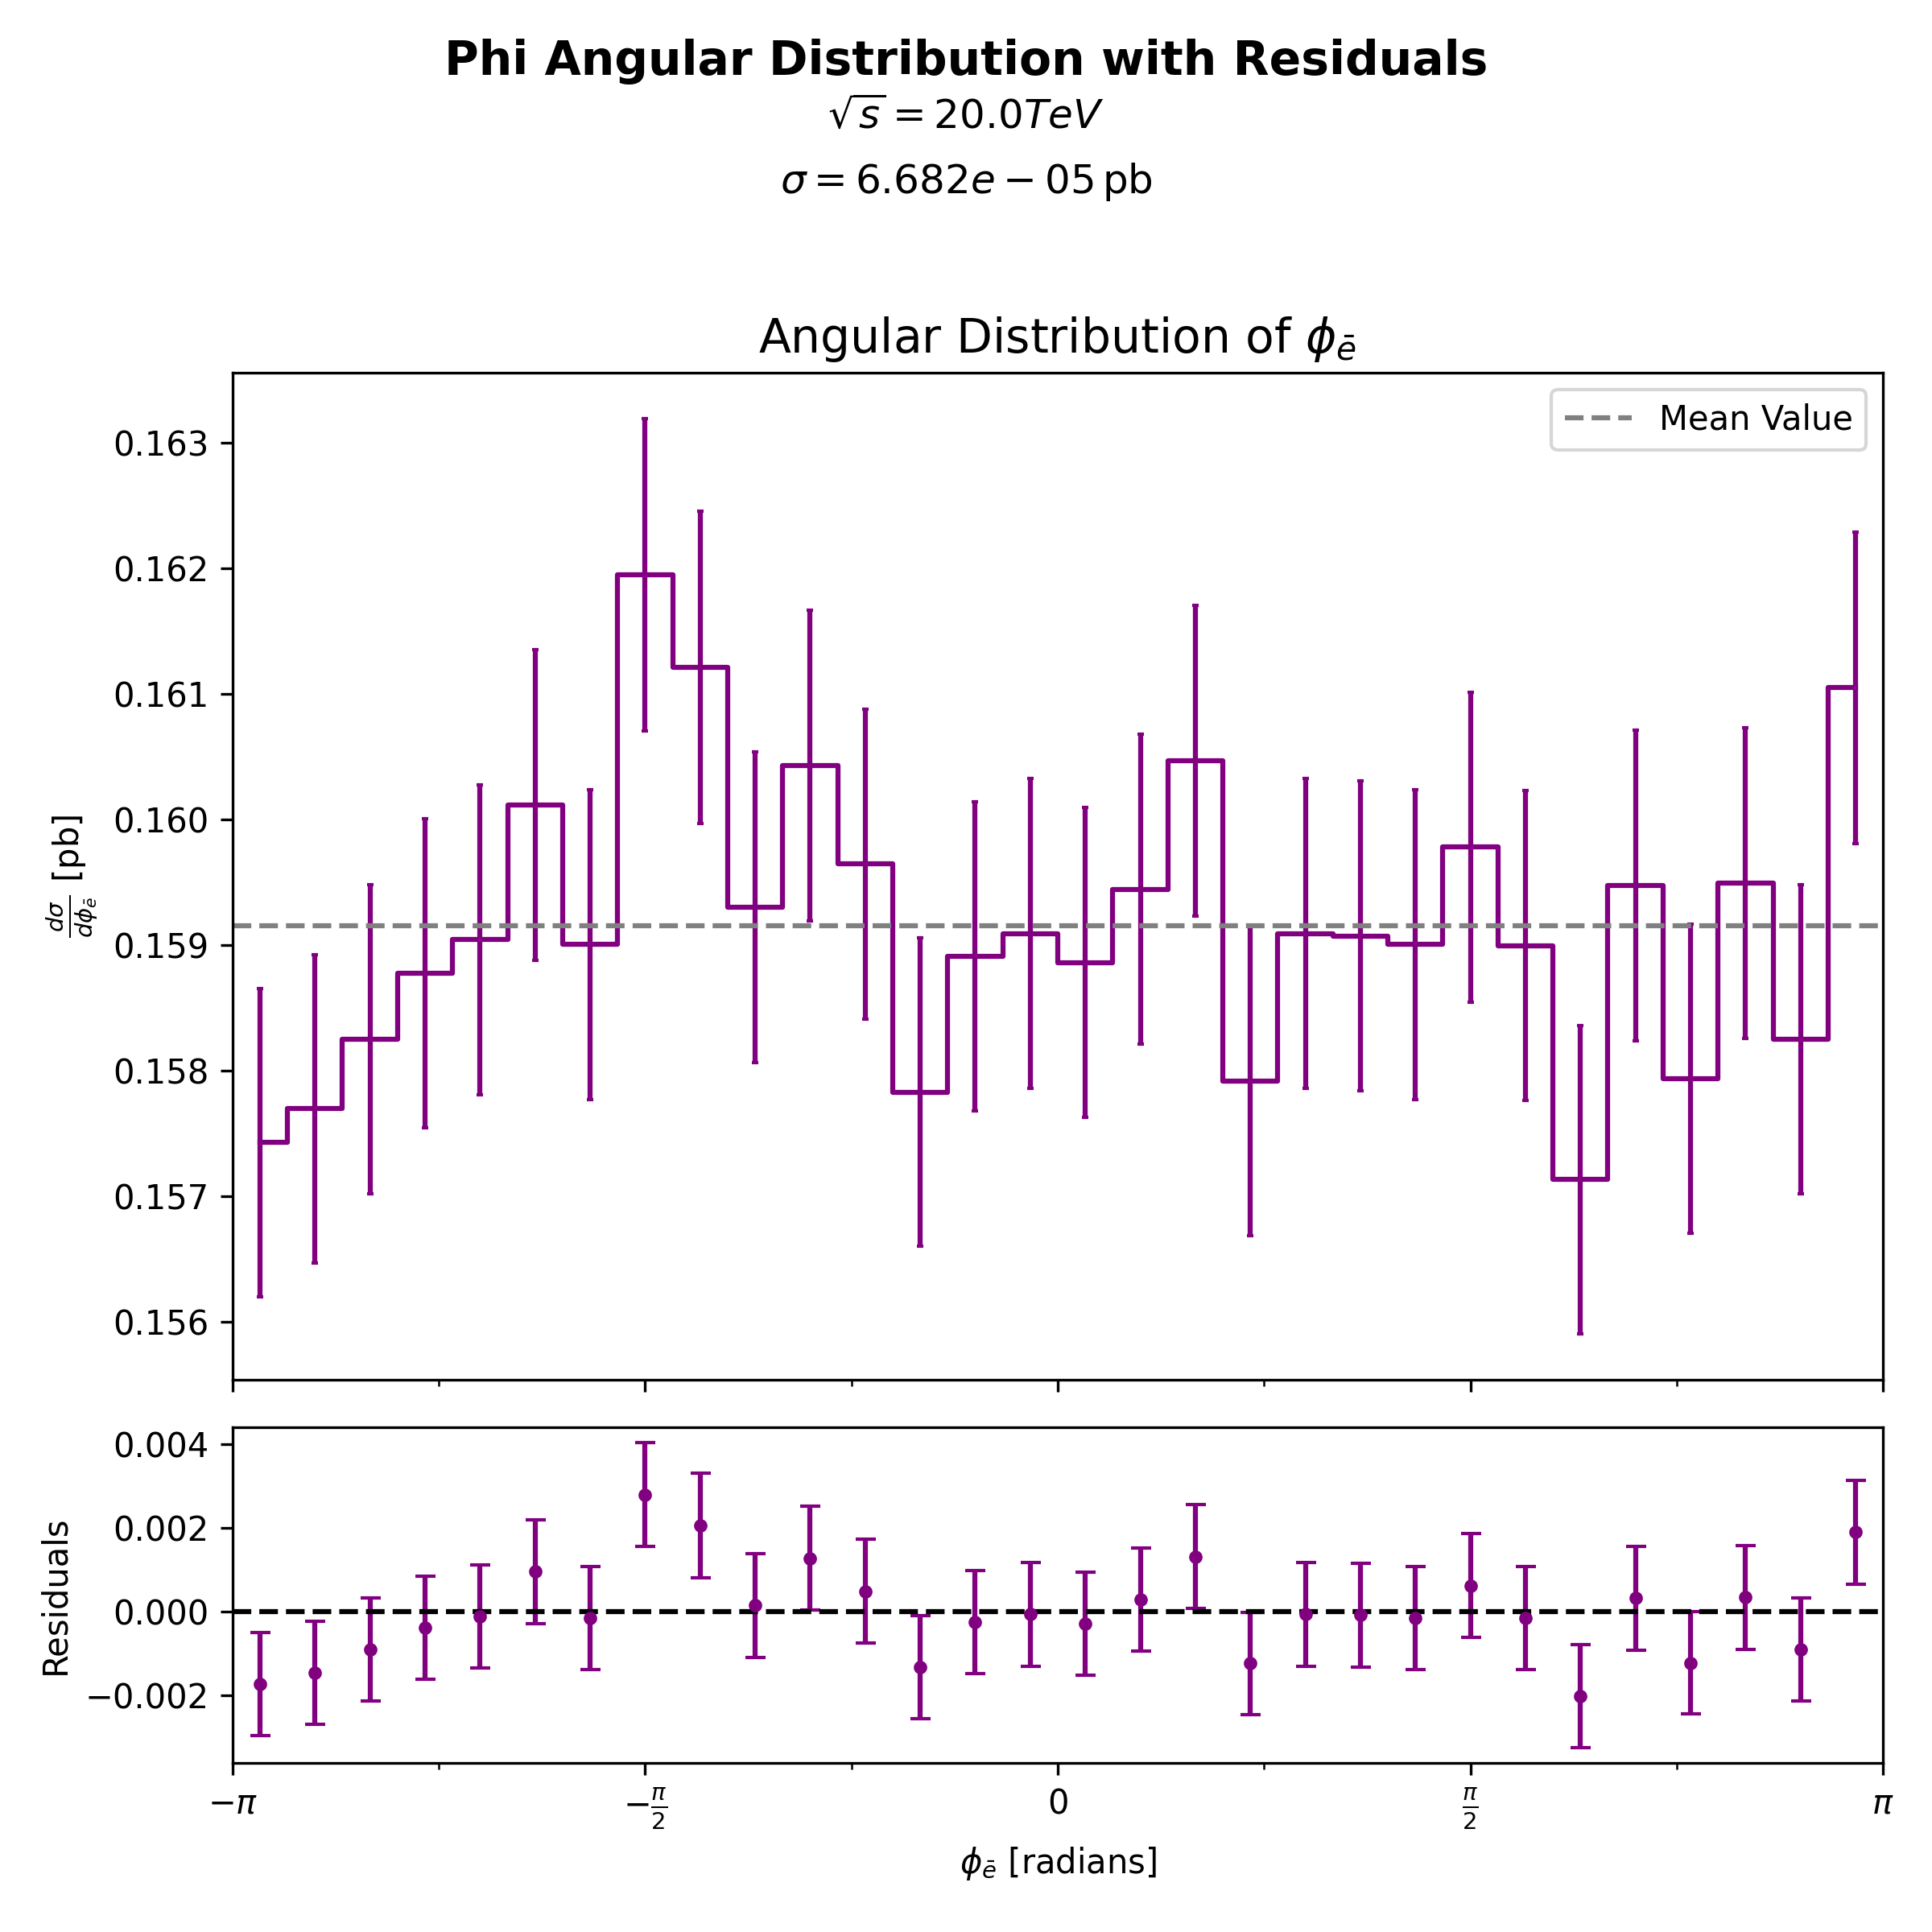 Phi Angular Distribution with Residuals
√s = 20.0TeV
σ = 6.682e − 05 pb
Angular Distribution of ϕ_ē
Mean Value
0.163
0.162
0.161
0.160
0.159
0.158
0.157
0.156
dσ/dϕ_ē [pb]
0.004
0.002
0.000
−0.002
Residuals
−π −π/2 0 π/2 π
ϕ_ē [radians]